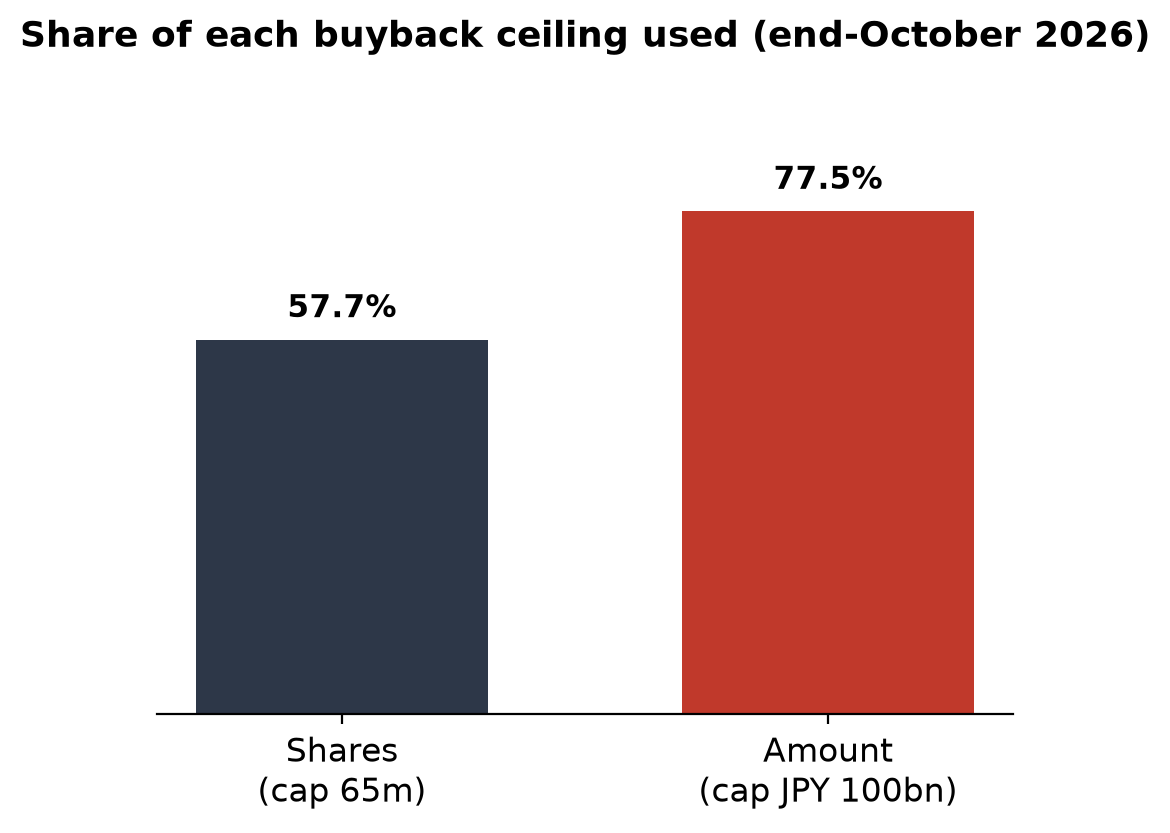 Share of each buyback ceiling used (end-October 2026)
77.5%
57.7%
Shares
(cap 65m)
Amount
(cap JPY 100bn)